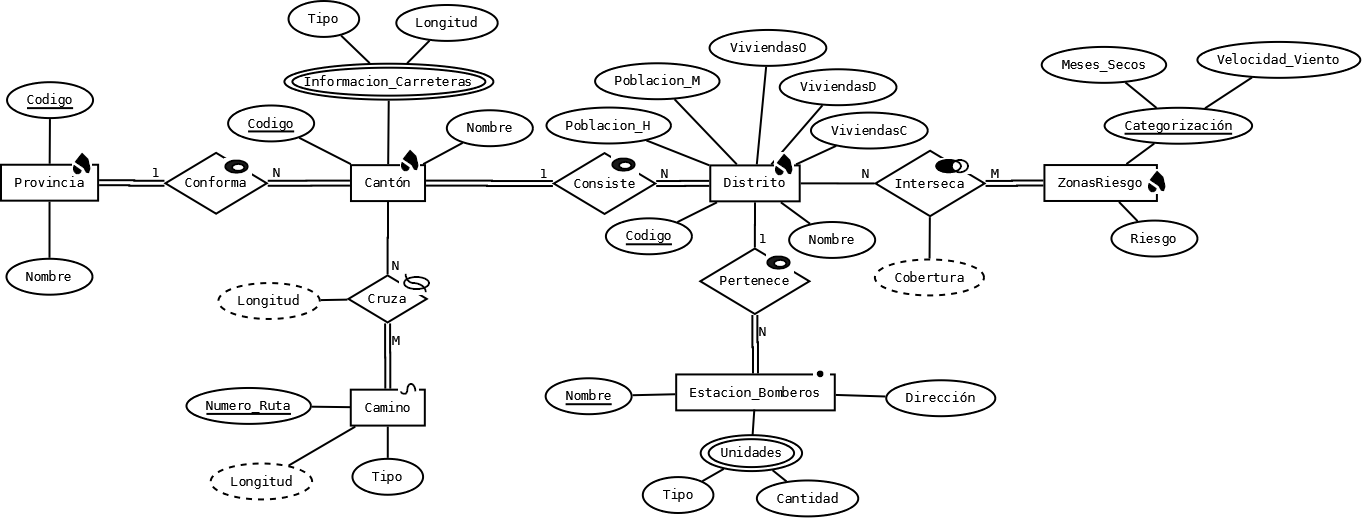 Tipo
Longitud
ViviendasO
Meses_Secos
Velocidad_Viento
Informacion_Carreteras
Poblacion_M
ViviendasD
Codigo
Codigo
Nombre
Poblacion_H
ViviendasC
Categorización
Provincia
1
Conforma
N
Cantón
1
Consiste
N
Distrito
N
Interseca
M
ZonasRiesgo
Codigo
Nombre
Riesgo
1
Nombre
N
Pertenece
Cobertura
Longitud
Cruza
N
M
Nombre
Estacion_Bomberos
Dirección
Numero_Ruta
Camino
Unidades
Longitud
Tipo
Tipo
Cantidad